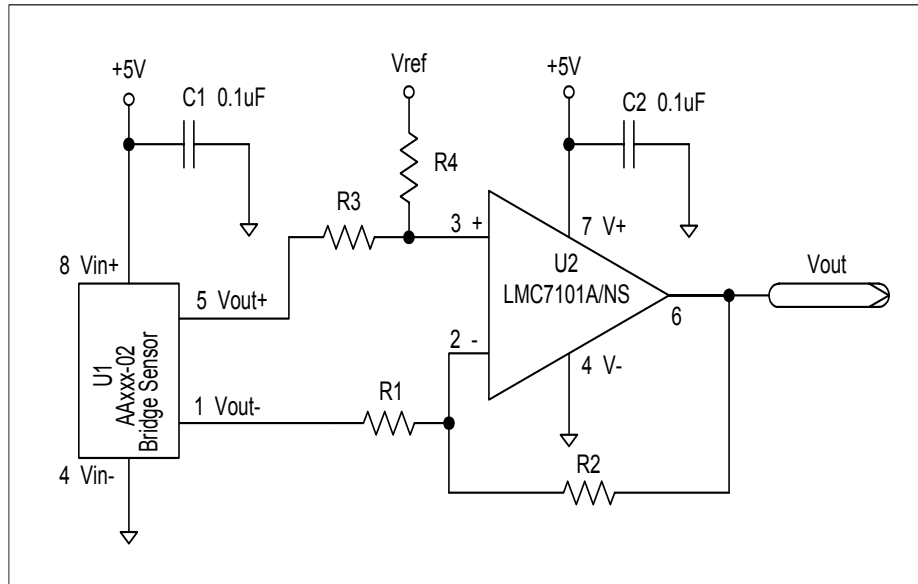 +5V
C1 0.1uF
Vref
+5V
C2 0.1uF
R4
R3
3 +
7 V+
U2
LMC7101A/NS
Vout
6
8 Vin+
5 Vout+
2 -
4 V-
U1
AAxxx-02
Bridge Sensor
R1
1 Vout-
R2
4 Vin-